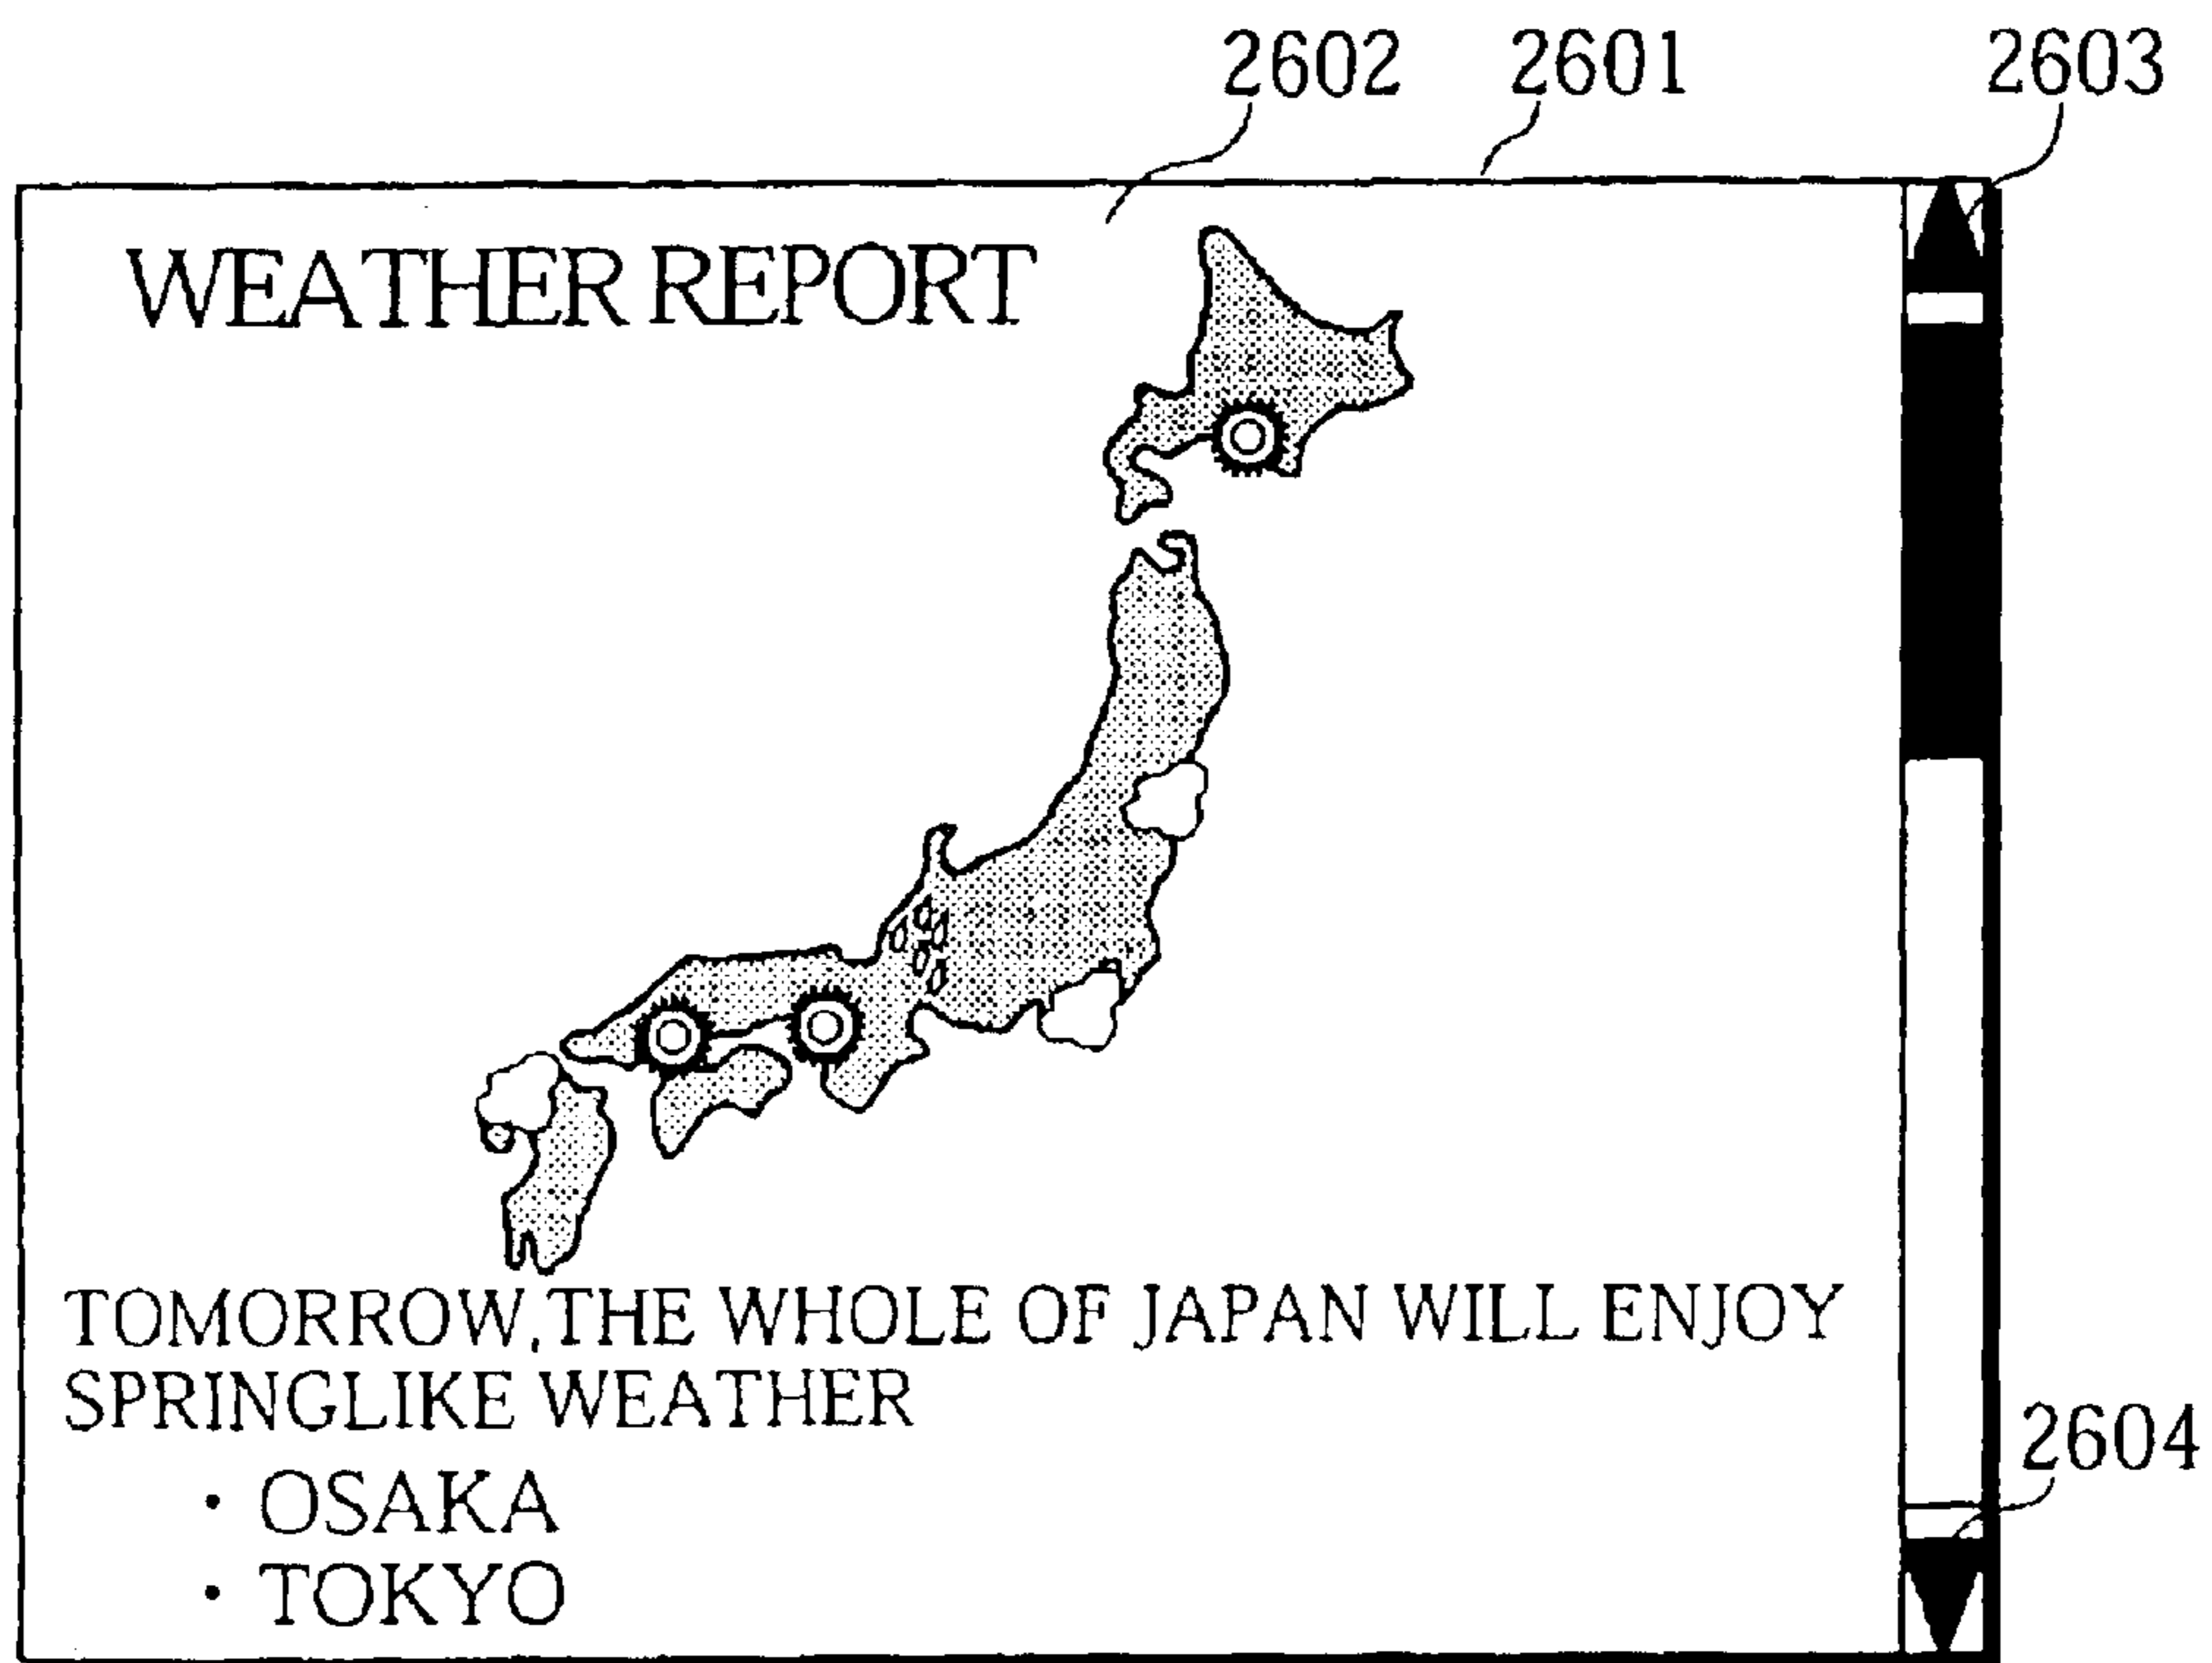 2602 2601 2603
WEATHER REPORT
TOMORROW, THE WHOLE OF JAPAN WILL ENJOY
SPRINGLIKE WEATHER
2604
・ OSAKA
・ TOKYO